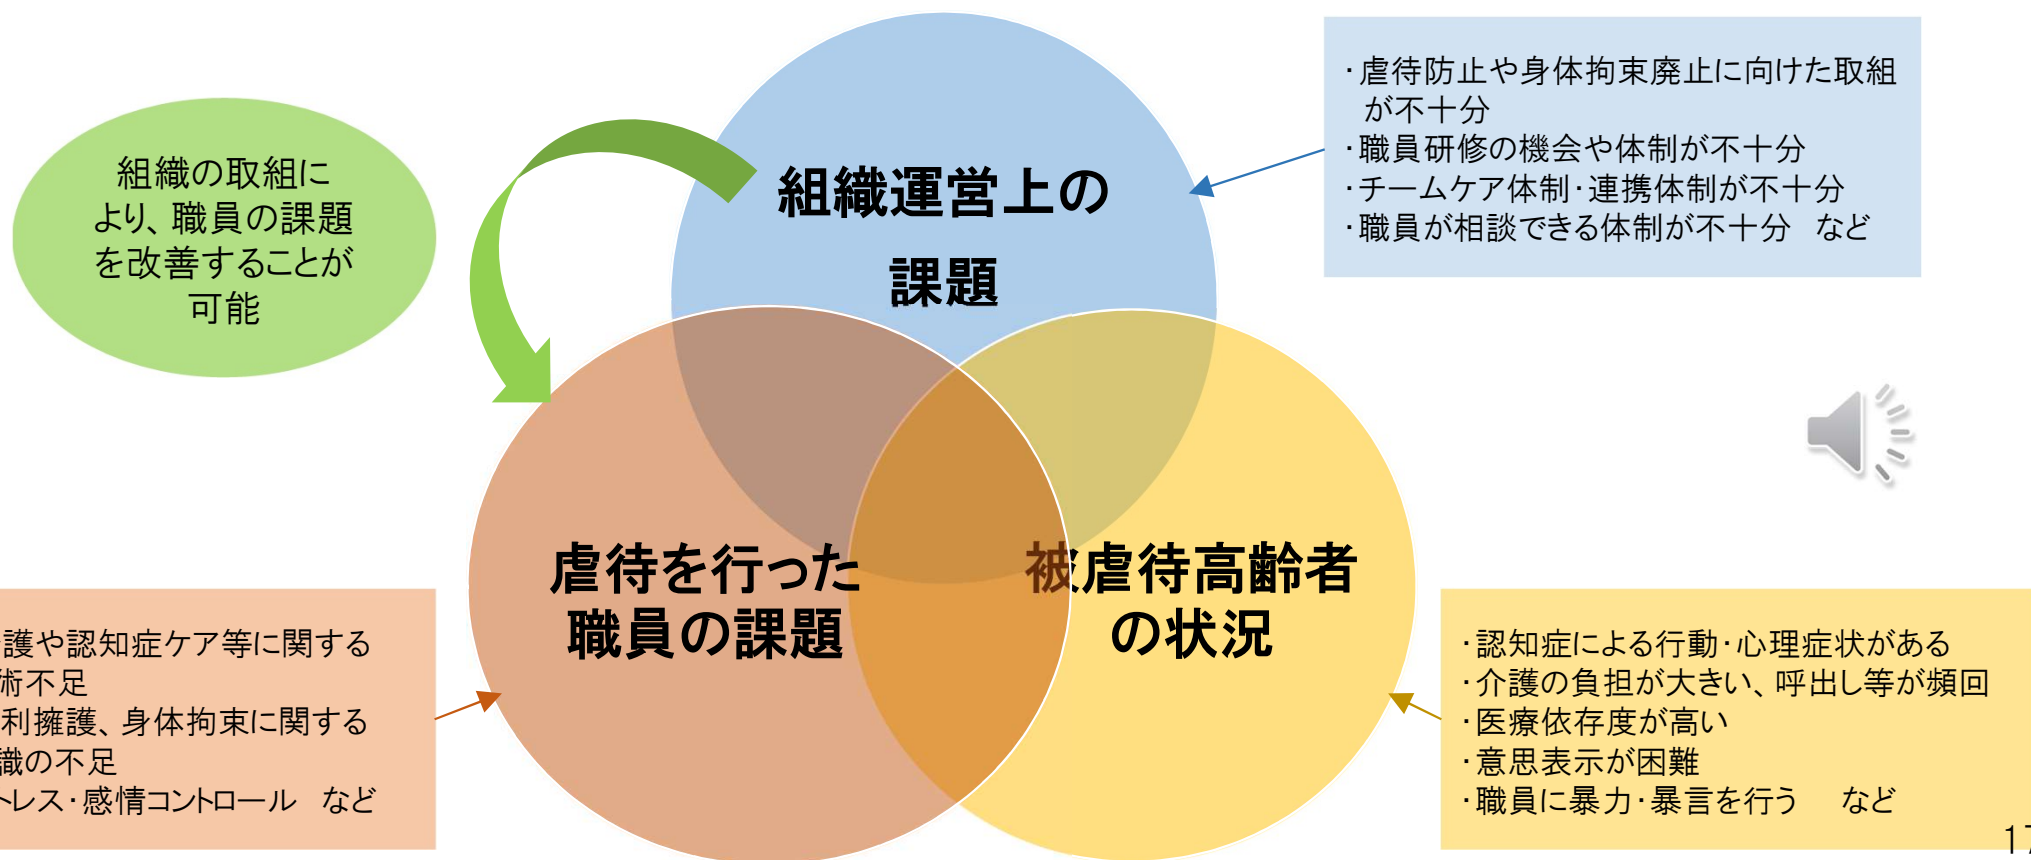 組織の取組に
より、職員の課題
を改善することが
可能
組織運営上の
課題
・虐待防止や身体拘束廃止に向けた取組
が不十分
・職員研修の機会や体制が不十分
・チームケア体制・連携体制が不十分
・職員が相談できる体制が不十分　など
虐待を行った
職員の課題
被虐待高齢者
の状況
護や認知症ケア等に関する
術不足
利擁護、身体拘束に関する
識の不足
トレス・感情コントロール　など
・認知症による行動・心理症状がある
・介護の負担が大きい、呼出し等が頻回
・医療依存度が高い
・意思表示が困難
・職員に暴力・暴言を行う　など
17